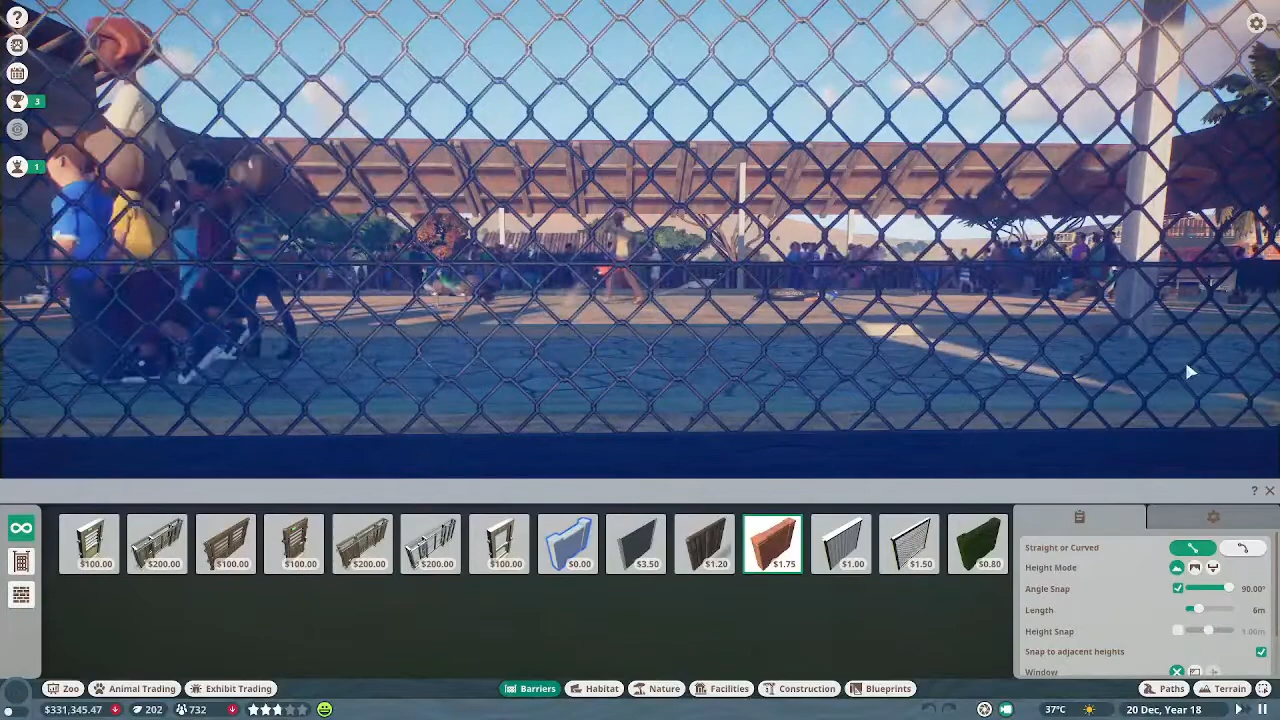 ?
3
1
? ×
$100.00 $200.00 $100.00 $100.00 $200.00 $200.00 $100.00 $0.00 $3.50 $1.20 $1.75 $1.00 $1.50 $0.80
Straight or Curved
Height Mode
Angle Snap 90.00°
Length 6m
Height Snap 1.00m
Snap to adjacent heights
Window
Zoo Animal Trading Exhibit Trading Barriers Habitat Nature Facilities Construction Blueprints Paths Terrain
$331,345.47 202 732 37°C 20 Dec, Year 18